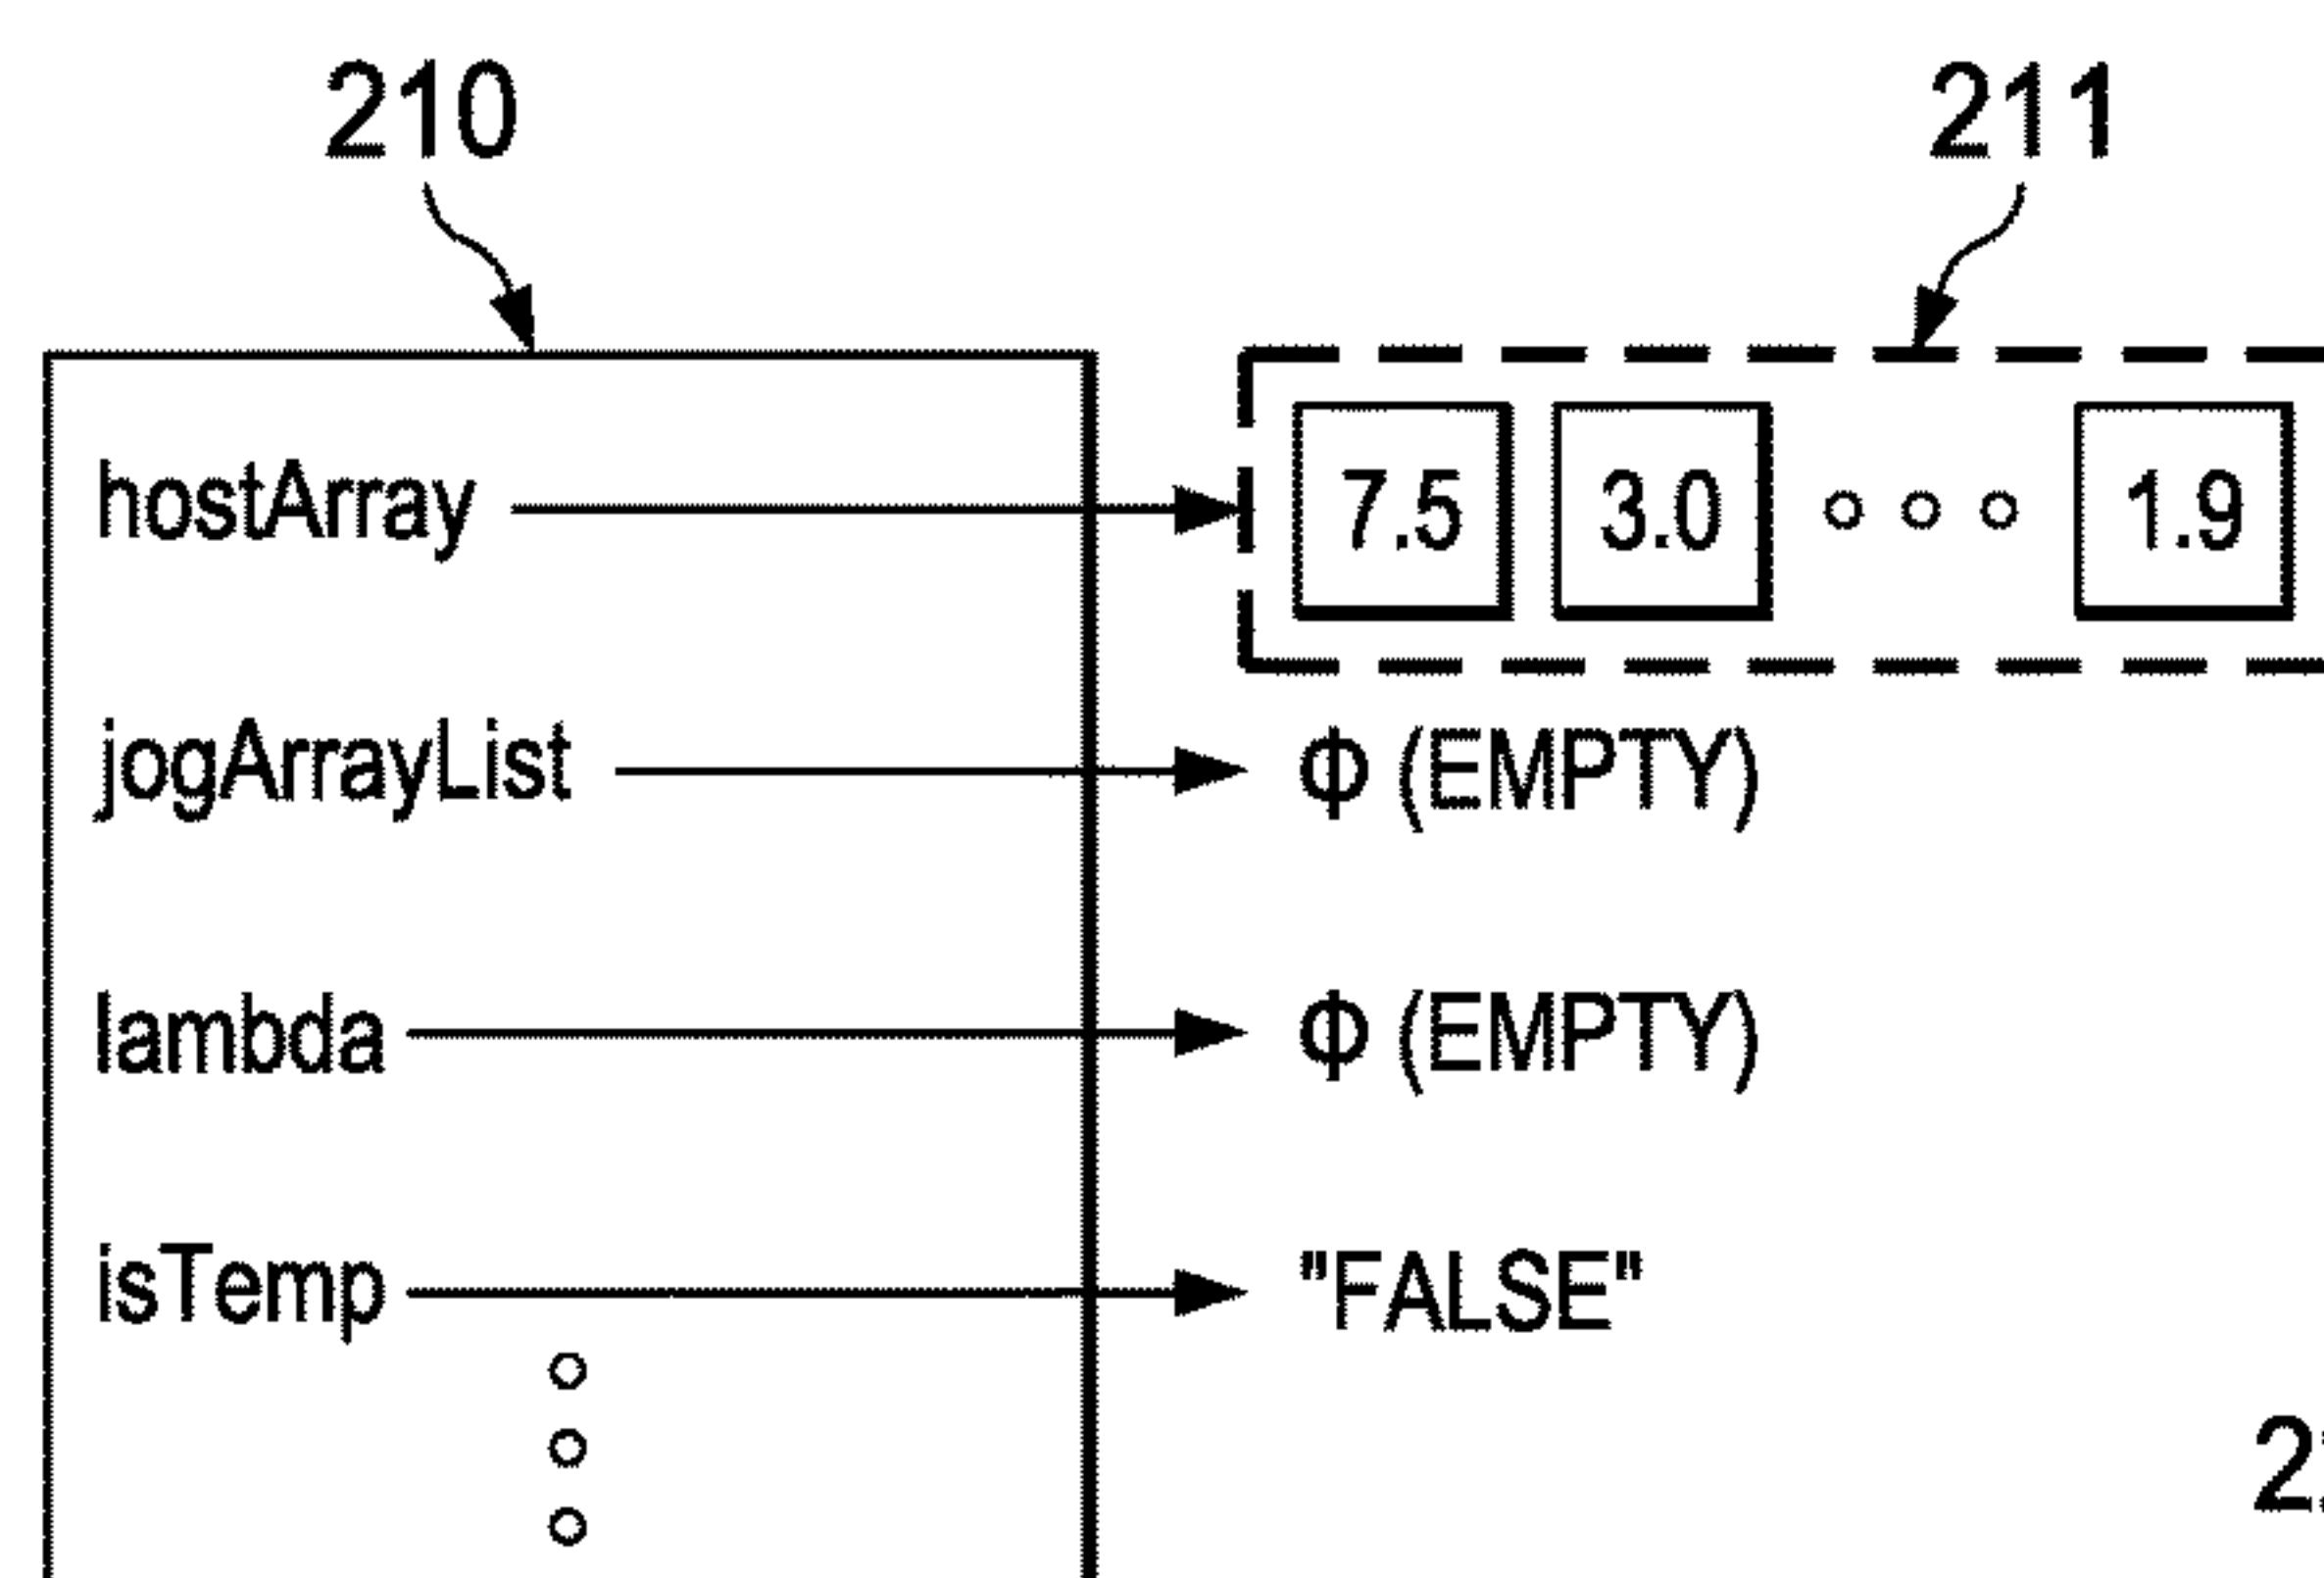 210 211
hostArray 7.5 3.0 1.9
jogArrayList Φ (EMPTY)
lambda Φ (EMPTY)
isTemp "FALSE"